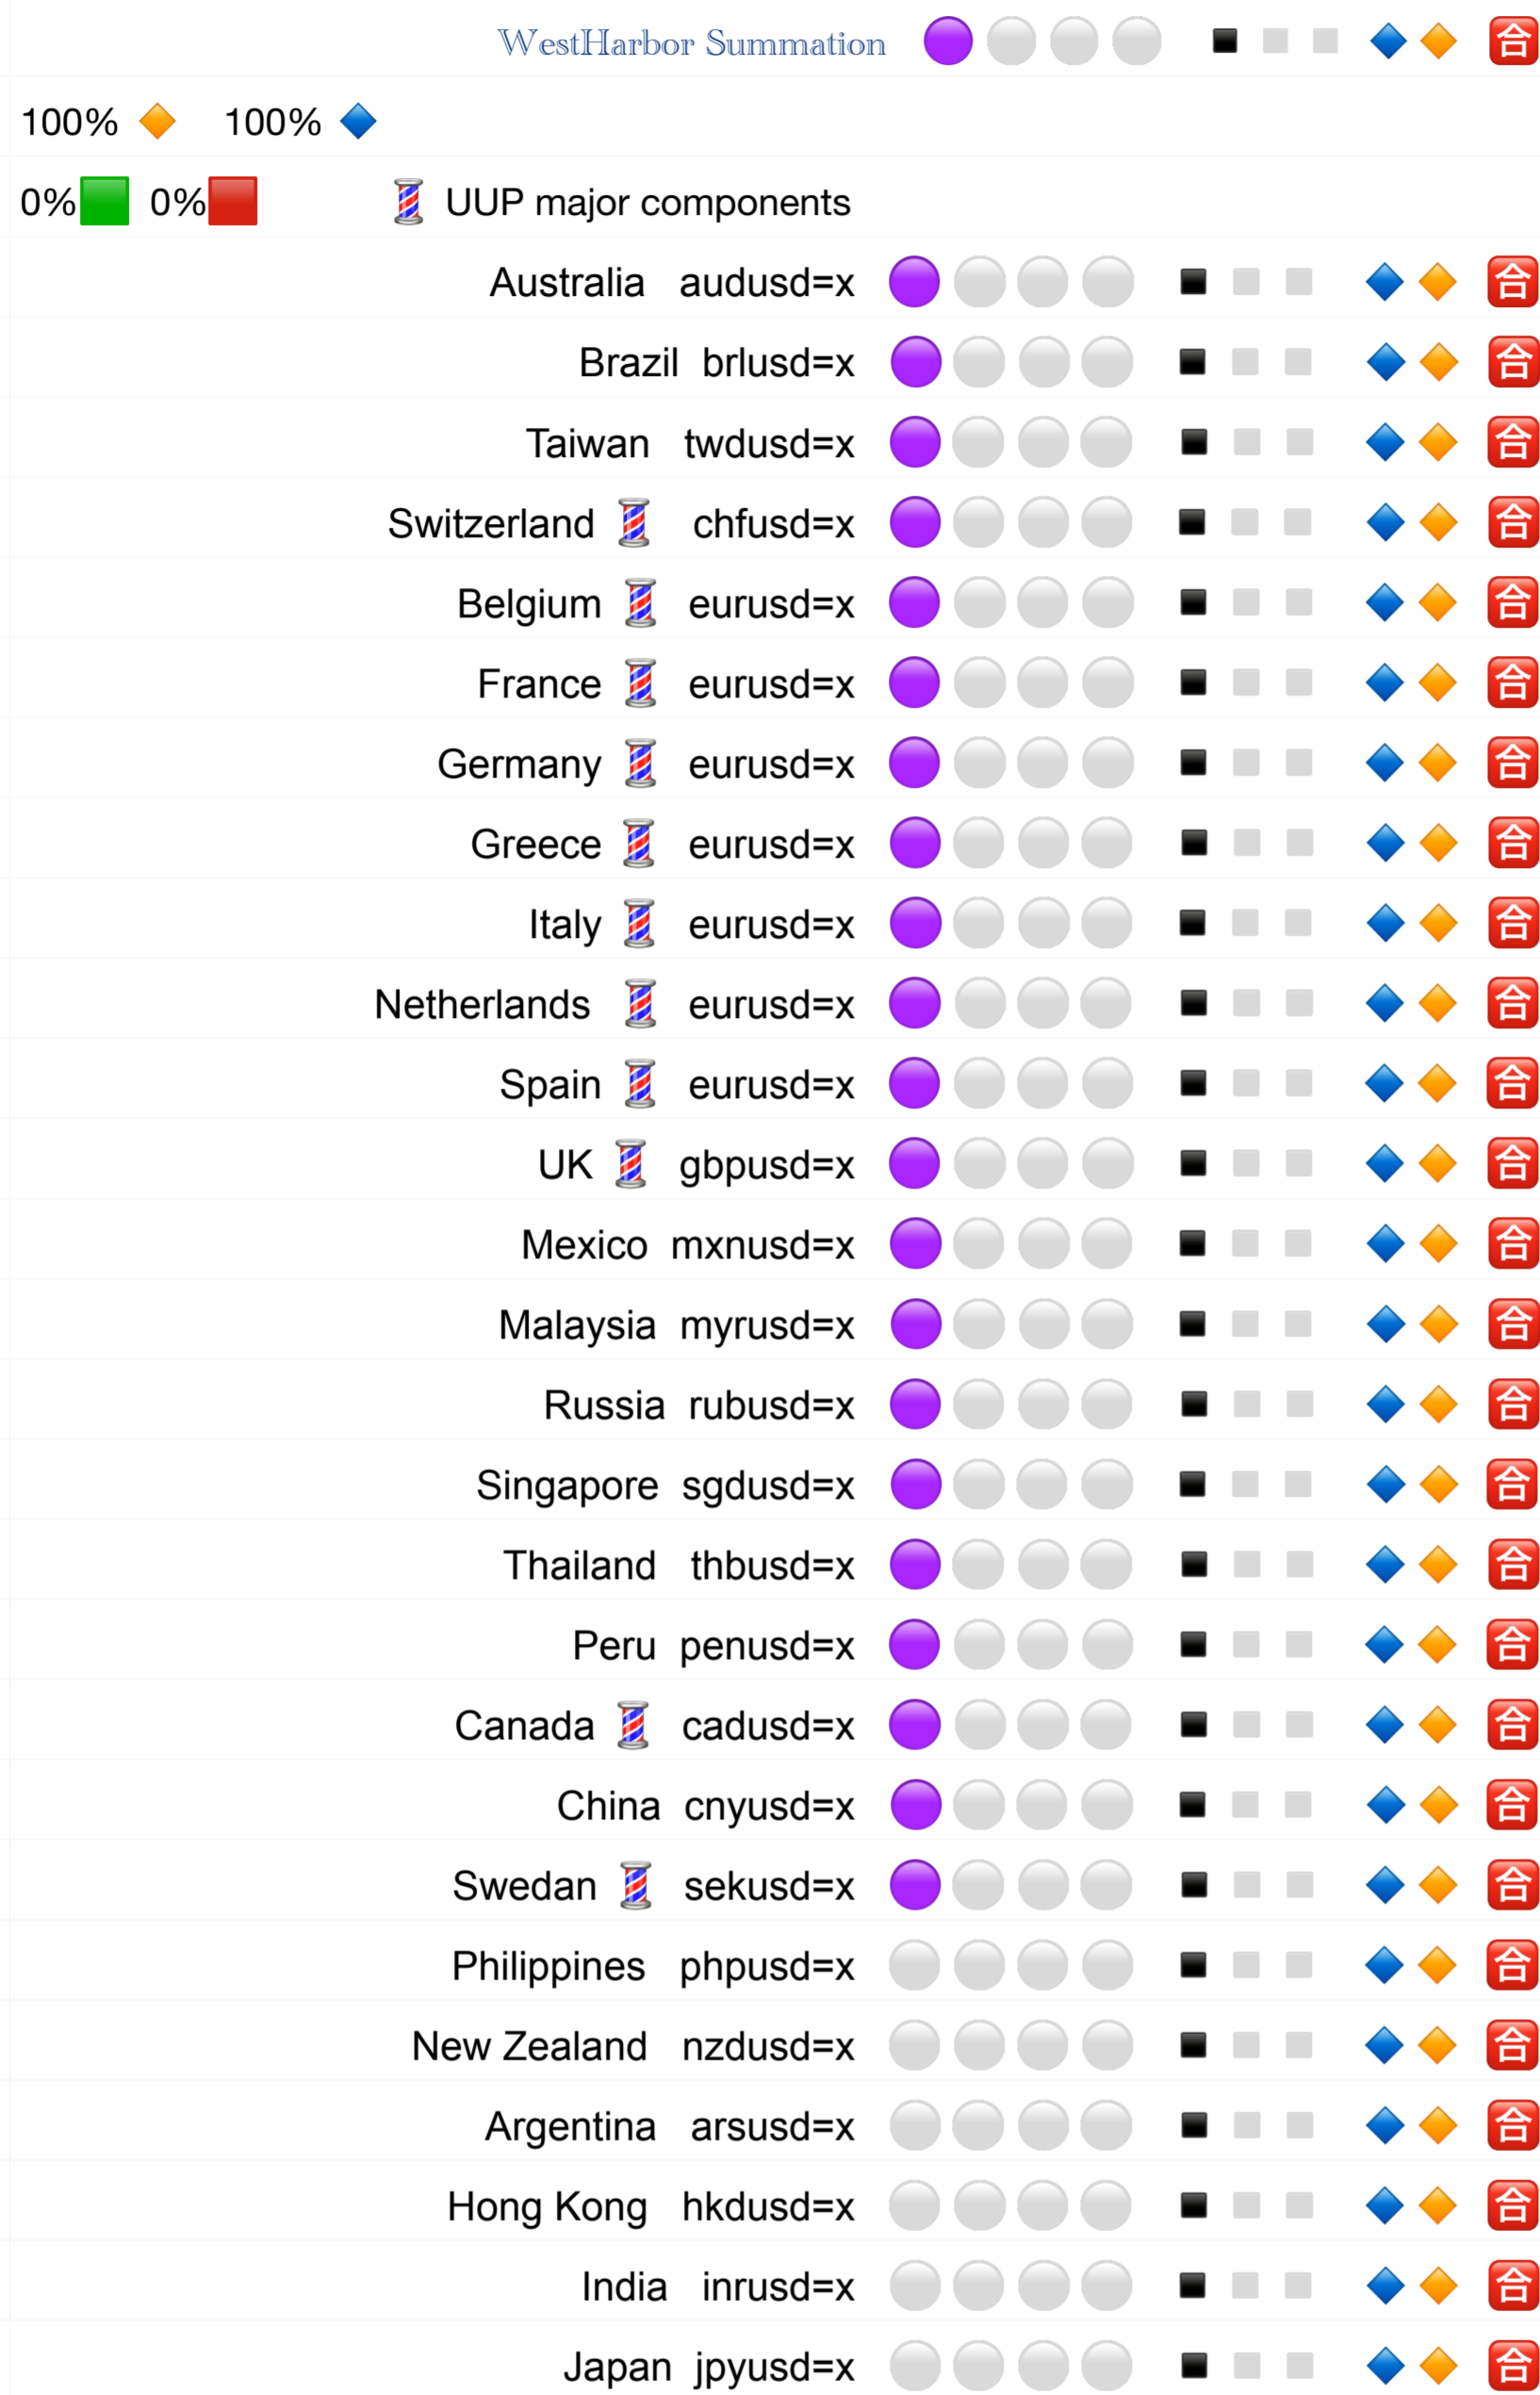 WestHarbor Summation 合
100% 100%
0% 0% UUP major components
Australia audusd=x 合
Brazil brlusd=x 合
Taiwan twdusd=x 合
Switzerland chfusd=x 合
Belgium eurusd=x 合
France eurusd=x 合
Germany eurusd=x 合
Greece eurusd=x 合
Italy eurusd=x 合
Netherlands eurusd=x 合
Spain eurusd=x 合
UK gbpusd=x 合
Mexico mxnusd=x 合
Malaysia myrusd=x 合
Russia rubusd=x 合
Singapore sgdusd=x 合
Thailand thbusd=x 合
Peru penusd=x 合
Canada cadusd=x 合
China cnyusd=x 合
Swedan sekusd=x 合
Philippines phpusd=x 合
New Zealand nzdusd=x 合
Argentina arsusd=x 合
Hong Kong hkdusd=x 合
India inrusd=x 合
Japan jpyusd=x 合